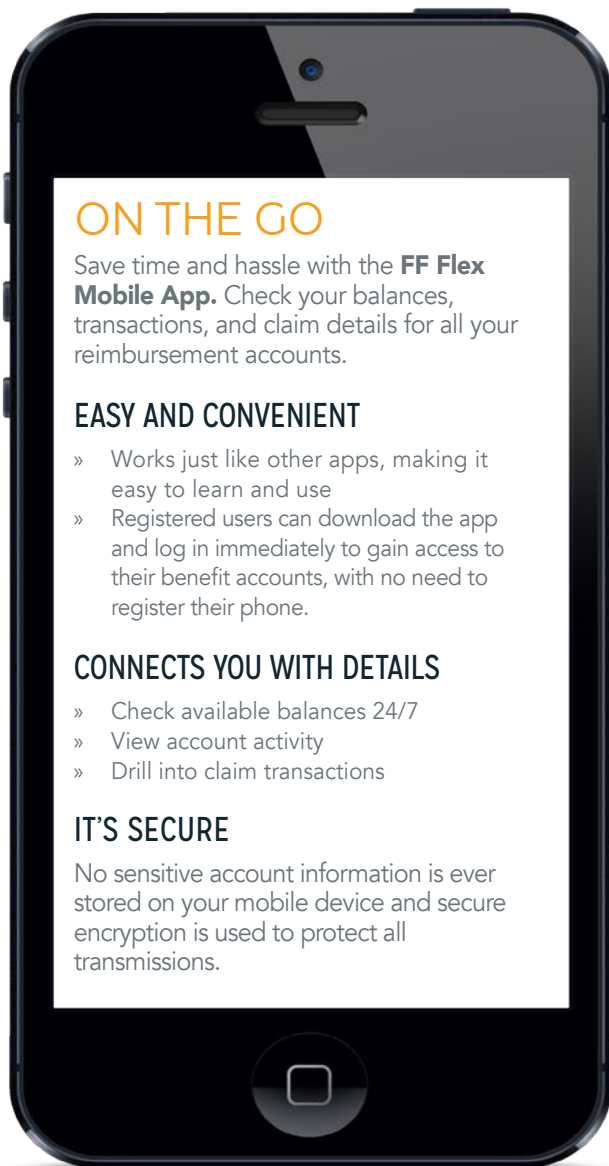 ON THE GO
Save time and hassle with the FF Flex
Mobile App. Check your balances,
transactions, and claim details for all your
reimbursement accounts.
EASY AND CONVENIENT
» Works just like other apps, making it
easy to learn and use
» Registered users can download the app
and log in immediately to gain access to
their benefit accounts, with no need to
register their phone.
CONNECTS YOU WITH DETAILS
» Check available balances 24/7
» View account activity
» Drill into claim transactions
IT’S SECURE
No sensitive account information is ever
stored on your mobile device and secure
encryption is used to protect all
transmissions.